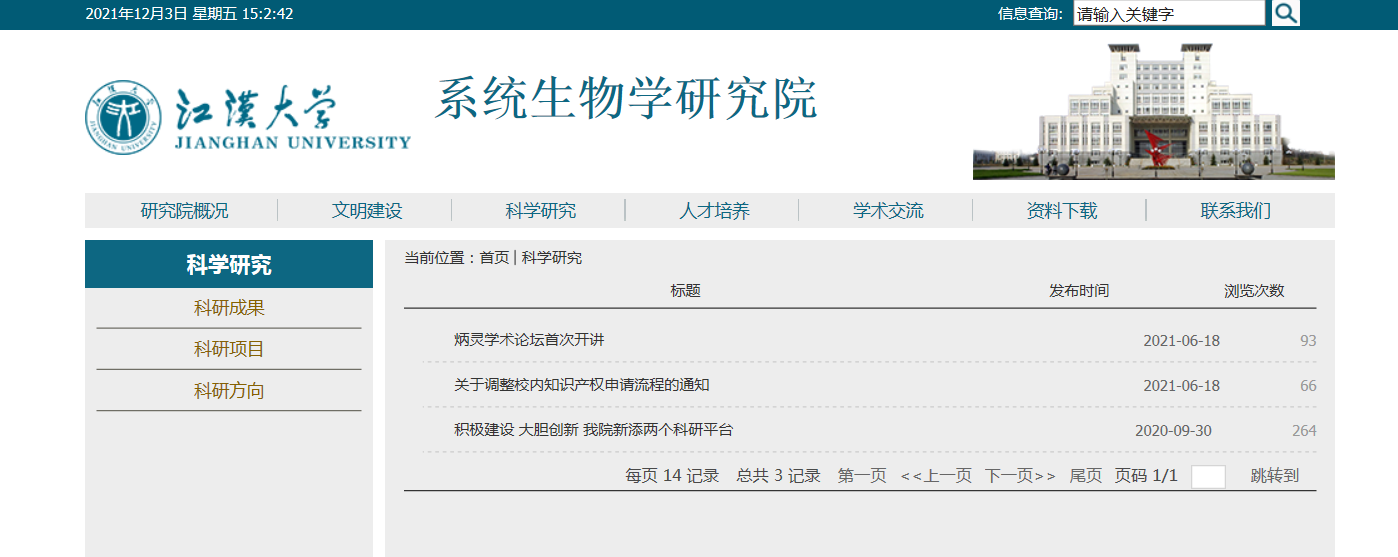 2021年12月3日 星期五 15:2:42
信息查询: 请输入关键字
江漢大学
JIANGHAN UNIVERSITY
系统生物学研究院
研究院概况 文明建设 科学研究 人才培养 学术交流 资料下载 联系我们
科学研究
科研成果
科研项目
科研方向
当前位置：首页 | 科学研究
标题 发布时间 浏览次数
炳灵学术论坛首次开讲 2021-06-18 93
关于调整校内知识产权申请流程的通知 2021-06-18 66
积极建设 大胆创新 我院新添两个科研平台 2020-09-30 264
每页 14 记录 总共 3 记录 第一页 <<上一页 下一页>> 尾页 页码 1/1 跳转到